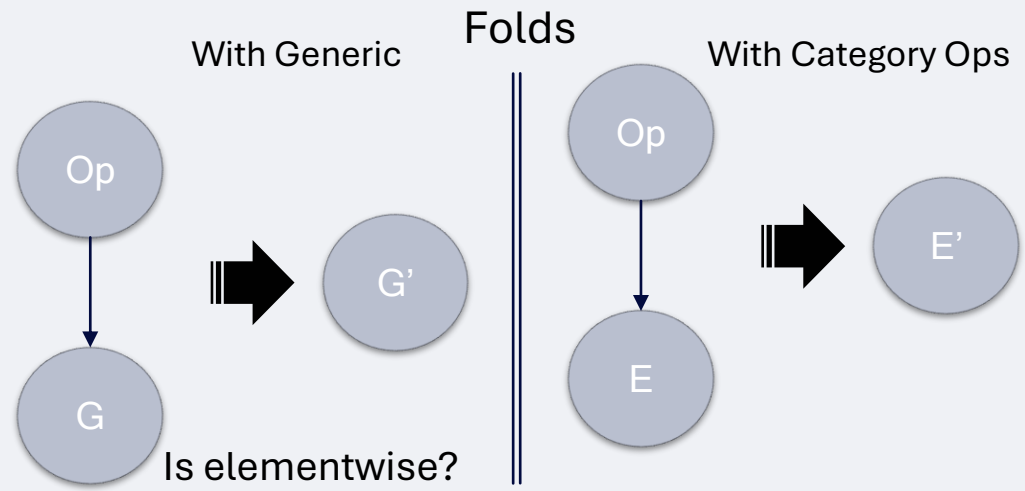 Folds
With Generic
Op
G’
G
Is elementwise?
With Category Ops
Op
E’
E